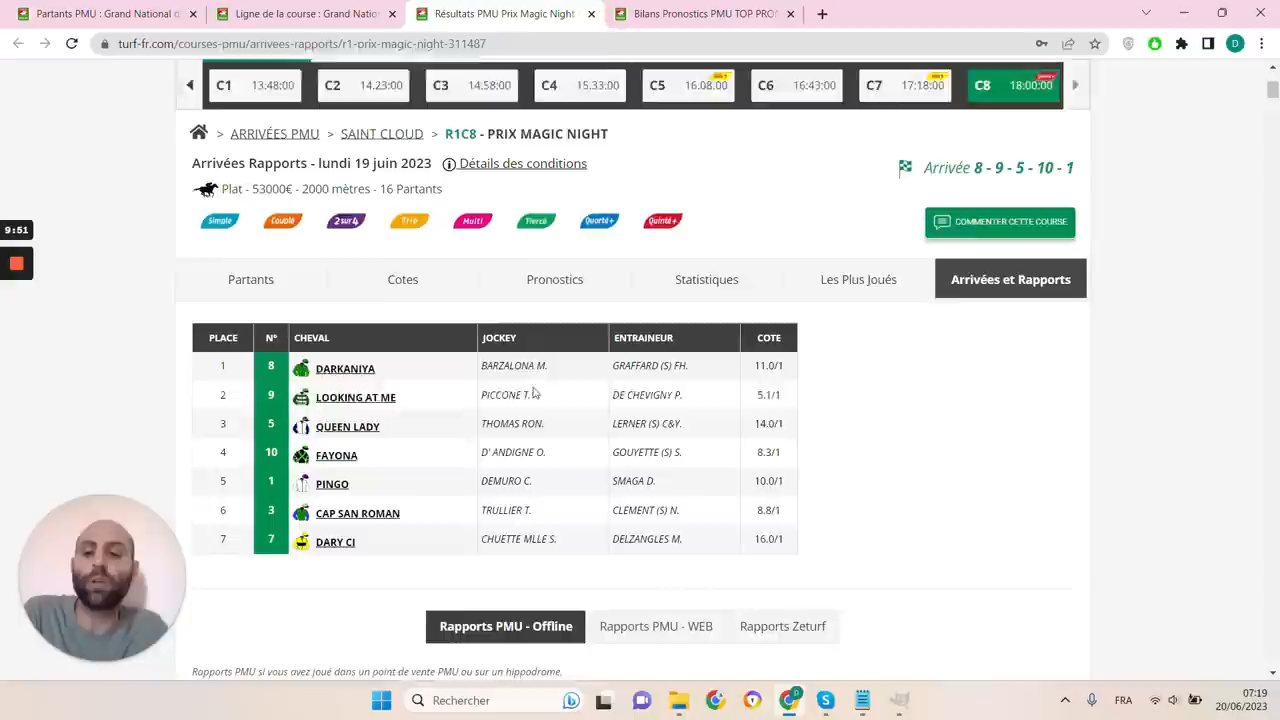 Partants PMU : Grand National d
Partants PMU : Grand Natio
Résultats PMU Prix Magic Night
Bilans Pronostics PMU TOP PRO
turf-fr.com/courses-pmu/arrivees-rapports/r1-prix-magic-night-311487
D
C1 13:48:00
C2 14:23:00
C3 14:58:00
C4 15:33:00
C5 16:08:00
C6 16:43:00
C7 17:18:00
C8 18:00:00
> ARRIVÉES PMU > SAINT CLOUD > R1C8 - PRIX MAGIC NIGHT
Arrivées Rapports - lundi 19 juin 2023 Détails des conditions
Arrivée 8 - 9 - 5 - 10 - 1
Plat - 53000€ - 2000 mètres - 16 Partants
Simple Couplé 2sur4 Trio Multi Tiercé Quarté+ Quinté+
COMMENTER CETTE COURSE
9:51
Partants Cotes Pronostics Statistiques Les Plus Joués Arrivées et Rapports
PLACE N° CHEVAL JOCKEY ENTRAINEUR COTE
1 8 DARKANIYA BARZALONA M. GRAFFARD (S) FH. 11.0/1
2 9 LOOKING AT ME PICCONE T. DE CHEVIGNY P. 5.1/1
3 5 QUEEN LADY THOMAS RON. LERNER (S) C&Y. 14.0/1
4 10 FAYONA D' ANDIGNE O. GOUYETTE (S) S. 8.3/1
5 1 PINGO DEMURO C. SMAGA D. 10.0/1
6 3 CAP SAN ROMAN TRULLIER T. CLEMENT (S) N. 8.8/1
7 7 DARY CI CHUETTE MLLE S. DELZANGLES M. 16.0/1
Rapports PMU - Offline Rapports PMU - WEB Rapports Zeturf
Rapports PMU si vous avez joué dans un point de vente PMU ou sur un hippodrome.
Rechercher
FRA
07:19
20/06/2023